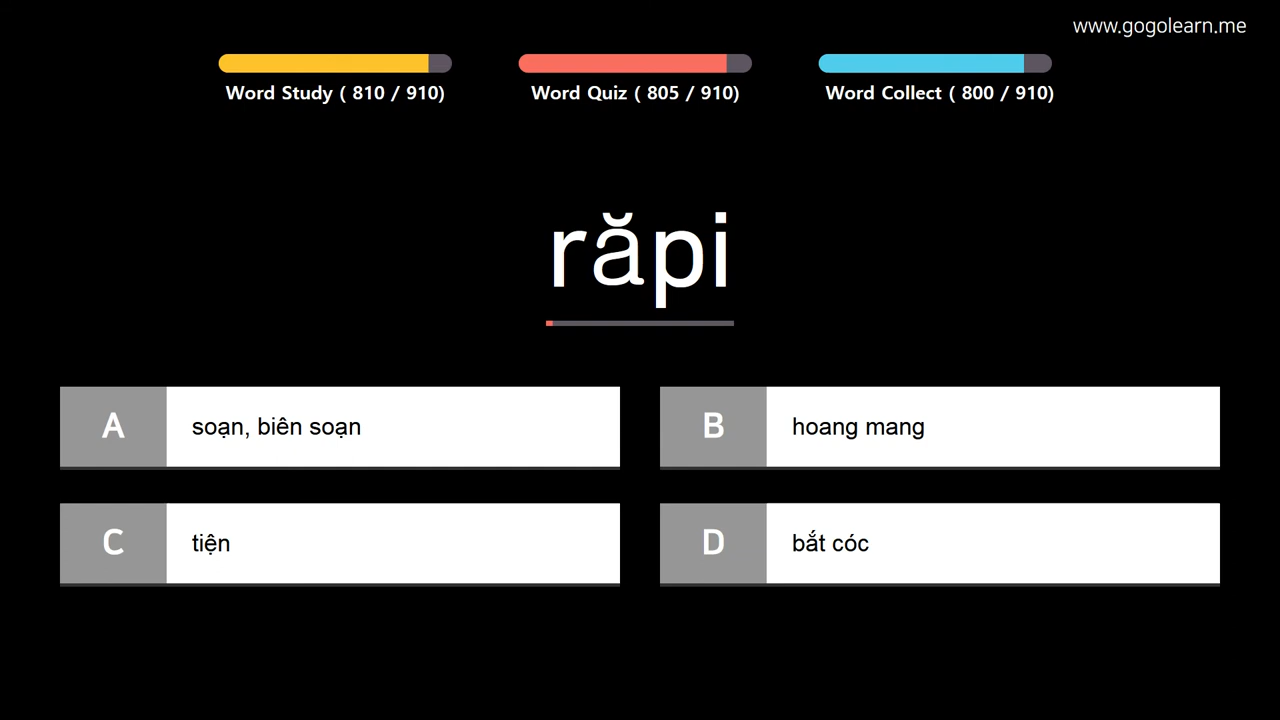 www.gogolearn.me
Word Study ( 810 / 910)
Word Quiz ( 805 / 910)
Word Collect ( 800 / 910)
răpi
A
soạn, biên soạn
B
hoang mang
C
tiện
D
bắt cóc